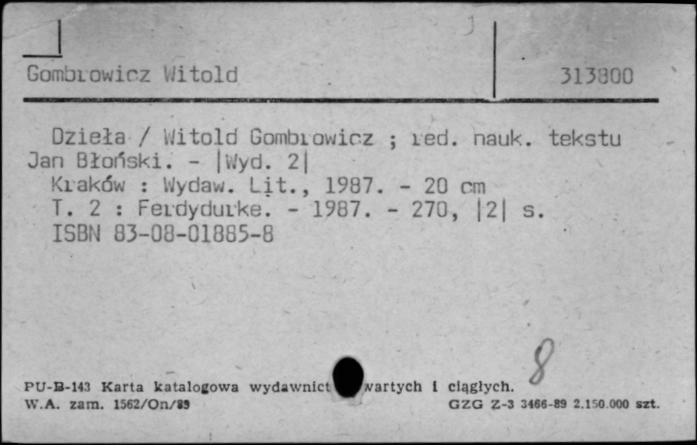 Gombrowicz Witold 313800
Dzieła / Witold Gombrowicz ; red. nauk. tekstu
Jan Błoński. - |Wyd. 2|
Kraków : Wydaw. Lit., 1987. - 20 cm
T. 2 : Ferdydurke. - 1987. - 270, |2| s.
ISBN 83-08-01885-8
8
PU-B-143 Karta katalogowa wydawnict wartych i ciągłych.
W.A. zam. 1562/On/89 GZG Z-3 3466-89 2.150.000 szt.